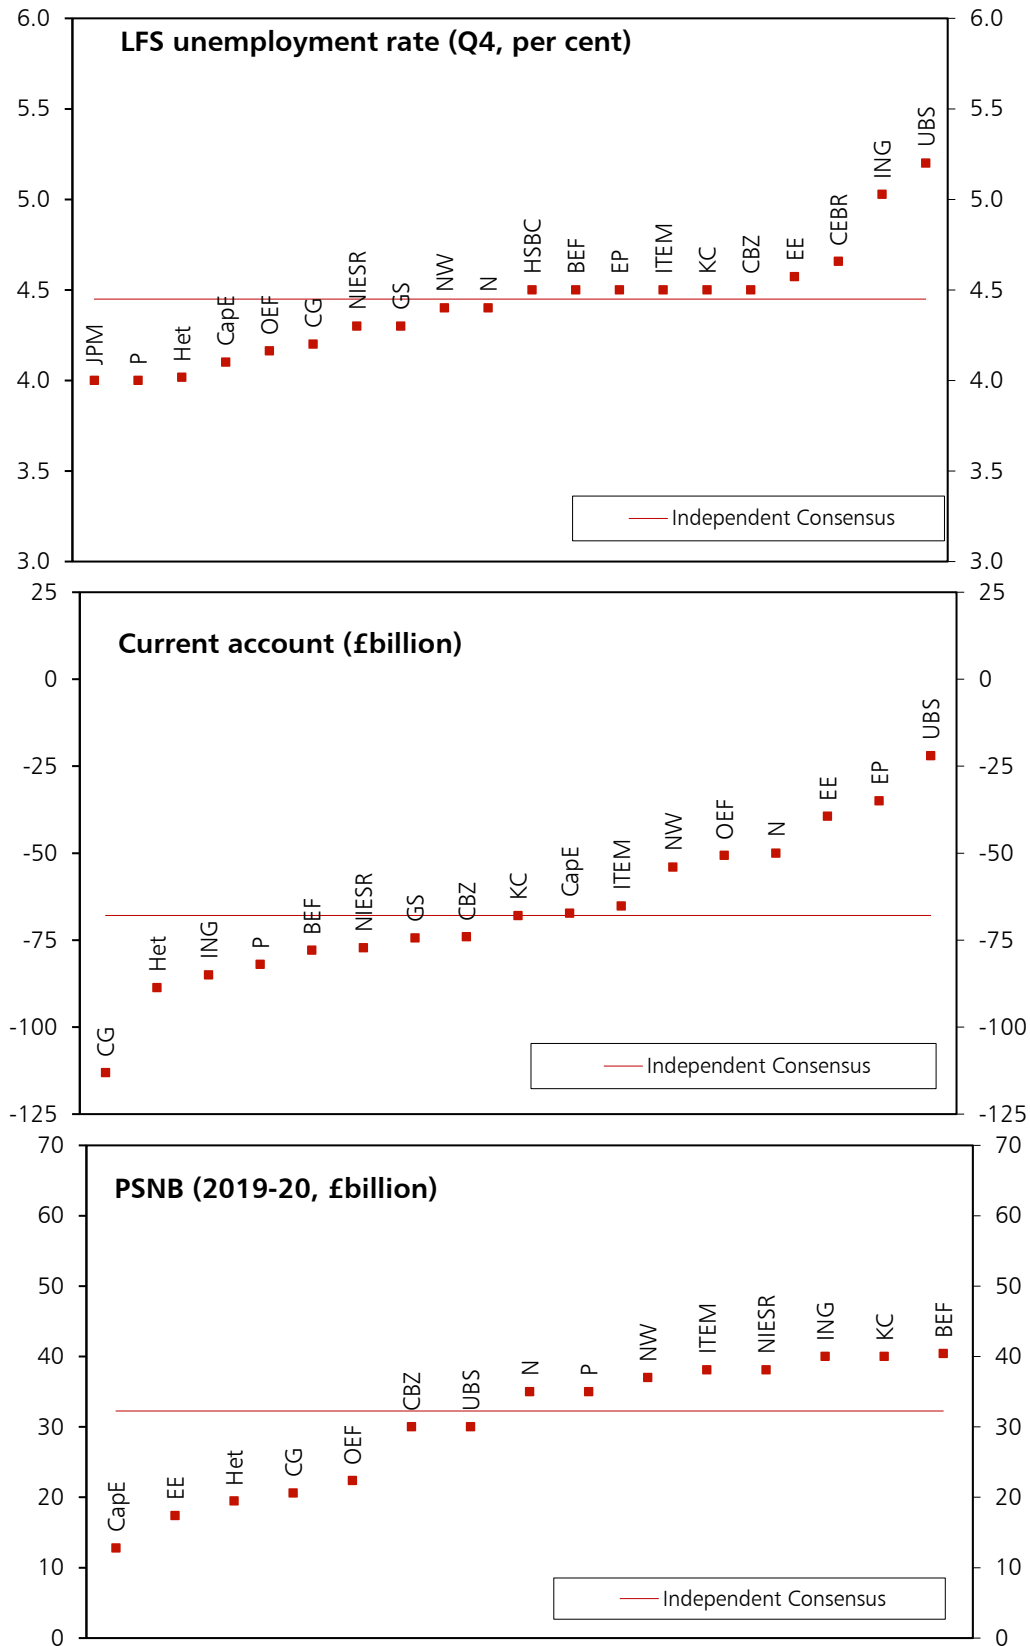 LFS unemployment rate (Q4, per cent)
6.0
5.5
5.0
4.5
4.0
3.5
3.0
6.0
5.5
5.0
4.5
4.0
3.5
3.0
JPM
P
Het
CapE
OEF
CG
NIESR
GS
NW
N
HSBC
BEF
EP
ITEM
KC
CBZ
EE
CEBR
ING
UBS
Independent Consensus
Current account (£billion)
25
0
-25
-50
-75
-100
-125
25
0
-25
-50
-75
-100
-125
CG
Het
ING
P
BEF
NIESR
GS
CBZ
KC
CapE
ITEM
NW
OEF
N
EE
EP
UBS
Independent Consensus
PSNB (2019-20, £billion)
70
60
50
40
30
20
10
0
70
60
50
40
30
20
10
0
CapE
EE
Het
CG
OEF
CBZ
UBS
N
P
NW
ITEM
NIESR
ING
KC
BEF
Independent Consensus